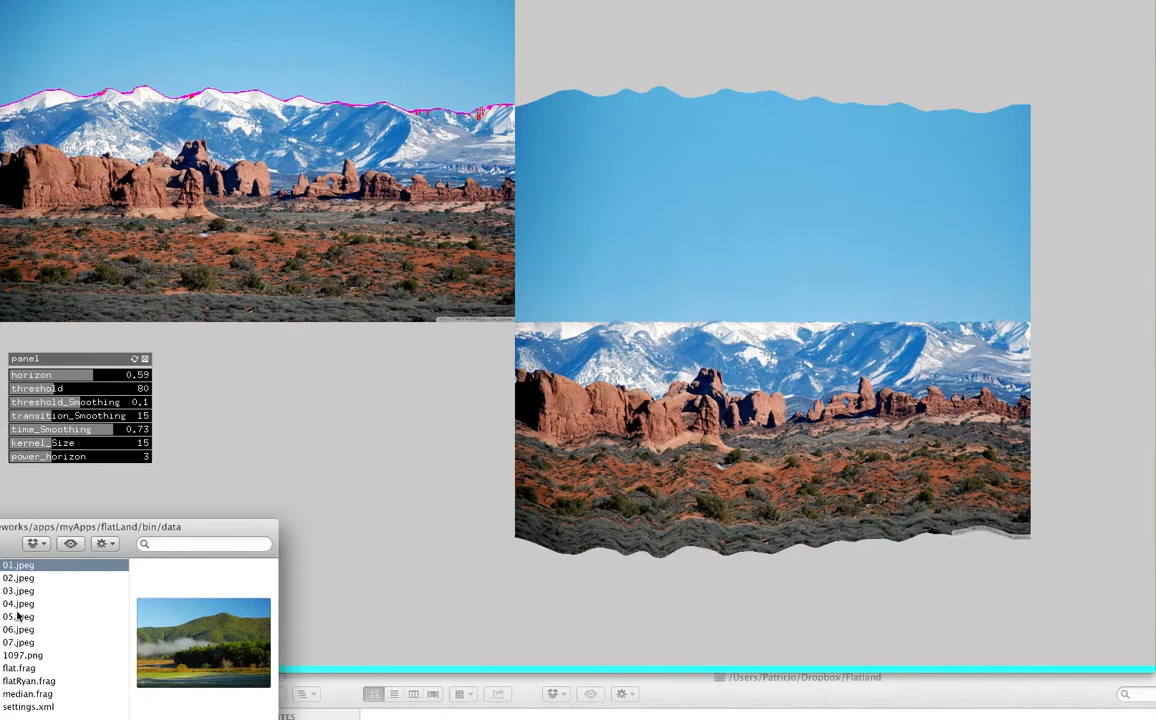 panel
horizon 0.59
threshold 80
threshold_Smoothing 0.1
transition_Smoothing 15
time_Smoothing 0.73
kernel_Size 15
power_horizon 3
eworks/apps/myApps/flatLand/bin/data
01.jpeg
02.jpeg
03.jpeg
04.jpeg
05.jpeg
06.jpeg
07.jpeg
1097.png
flat.frag
flatRyan.frag
median.frag
settings.xml
/Users/Patricio/Dropbox/Flatland
TES